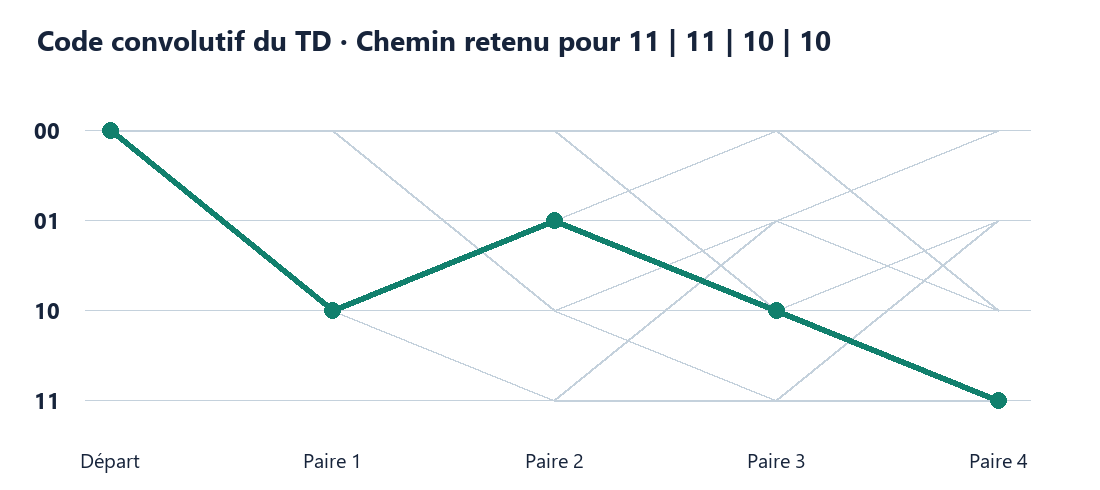 Code convolutif du TD · Chemin retenu pour 11 | 11 | 10 | 10
00
01
10
11
Départ Paire 1 Paire 2 Paire 3 Paire 4